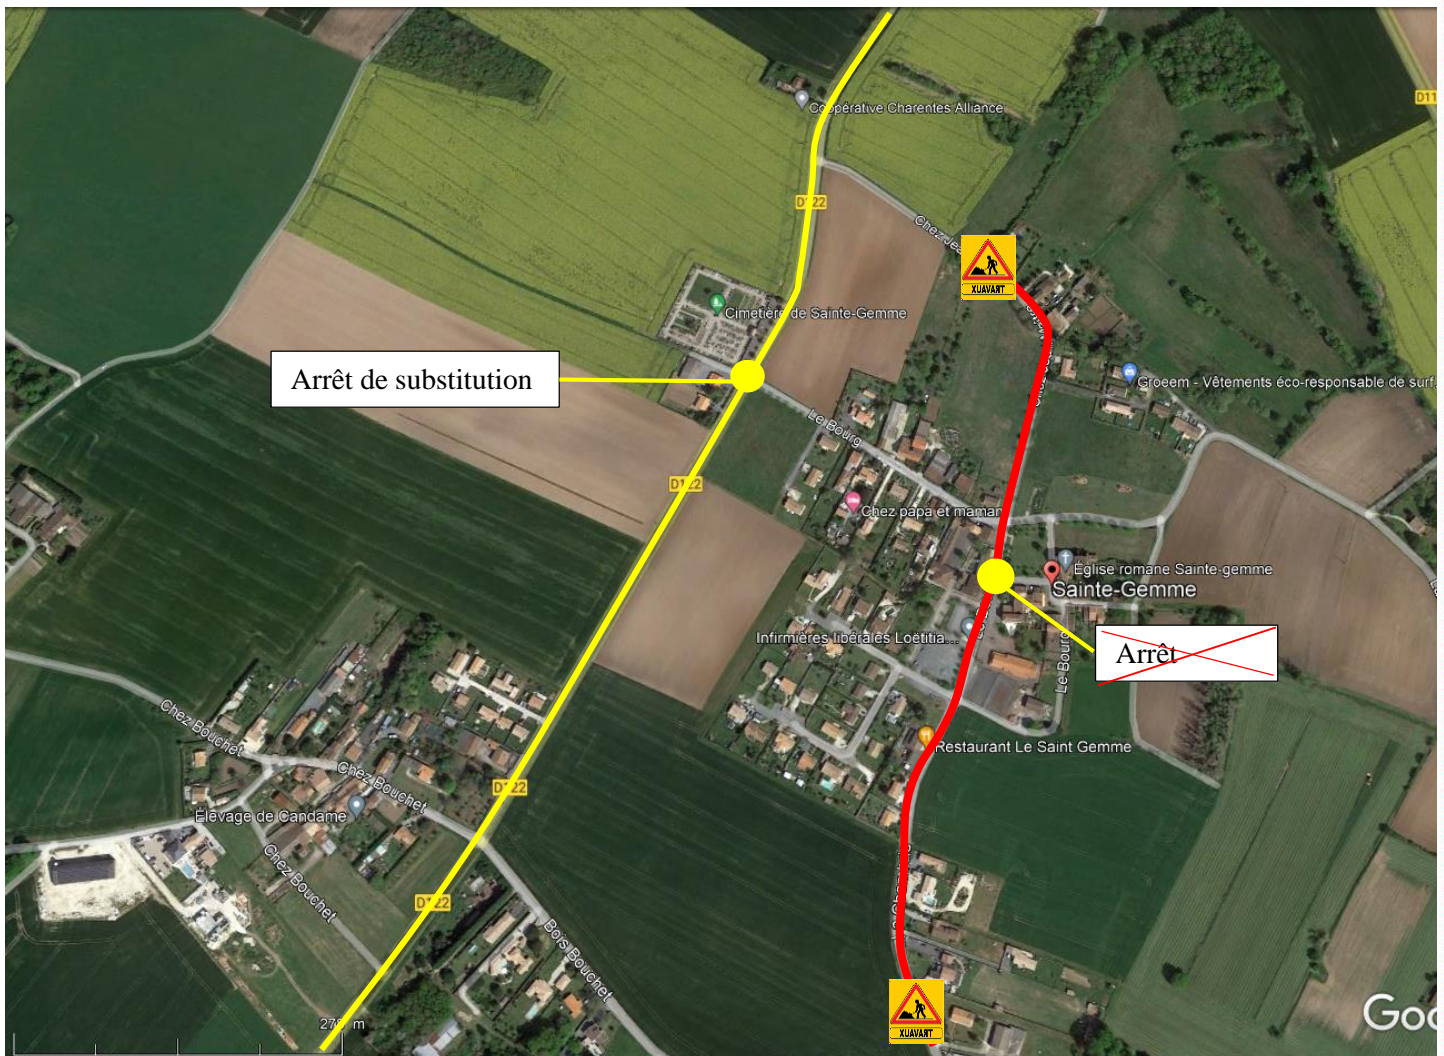 Coopérative Charentes Alliance
D11
D122
Chez Jea
XUAVART
Cimetière de Sainte-Gemme
Arrêt de substitution
Groeem - Vêtements éco-responsable de surf.
Le Bourg
D122
Chez papa et maman
Église romane Sainte-gemme
Sainte-Gemme
Infirmières libérales Loëtitia...
Arrêt
Le Bourg
Chez Bouchet
Restaurant Le Saint Gemme
Chez Bouchet
D122
Élevage de Candame
Chez Bouchet
D122
Bois Bouchet
XUAVART
Goo